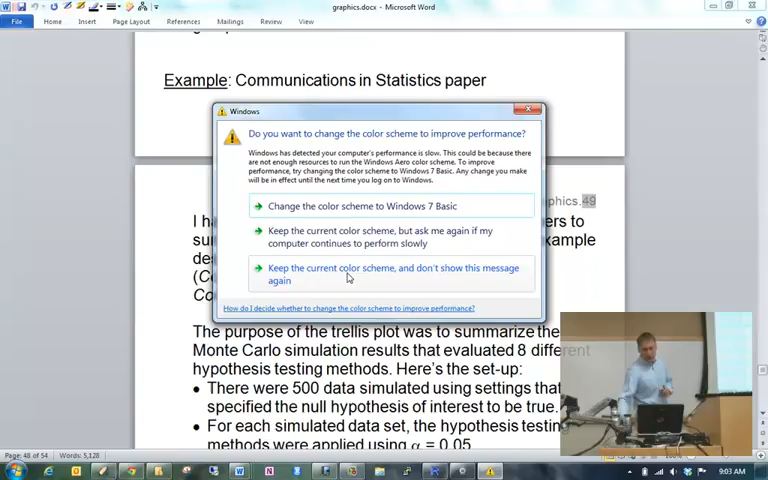 graphics.docx - Microsoft Word
File Home Insert Page Layout References Mailings Review View
Example: Communications in Statistics paper
Windows
Do you want to change the color scheme to improve performance?
Windows has detected your computer's performance is slow. This could be because
there are not enough resources to run the Windows Aero color scheme. To improve
performance, try changing the color scheme to Windows 7 Basic. Any change you make
will be in effect until the next time you log on to Windows.
Change the color scheme to Windows 7 Basic
phics.49
Keep the current color scheme, but ask me again if my
computer continues to perform slowly
Keep the current color scheme, and don't show this message
again
How do I decide whether to change the color scheme to improve performance?
I ha
ers to
su
xample
de
(Co
Co
The purpose of the trellis plot was to summarize the
Monte Carlo simulation results that evaluated 8 different
hypothesis testing methods. Here's the set-up:
• There were 500 data simulated using settings that
specified the null hypothesis of interest to be true.
• For each simulated data set, the hypothesis testing
methods were applied using α = 0.05
Page: 48 of 54 Words: 5,128
9:03 AM